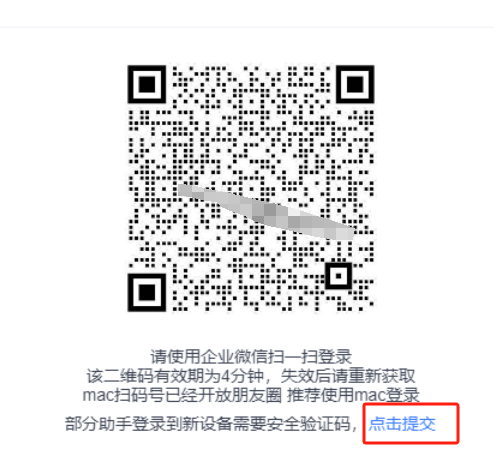 请使用企业微信扫一扫登录
该二维码有效期为4分钟，失效后请重新获取
mac扫码号已经开放朋友圈 推荐使用mac登录
部分助手登录到新设备需要安全验证码，点击提交